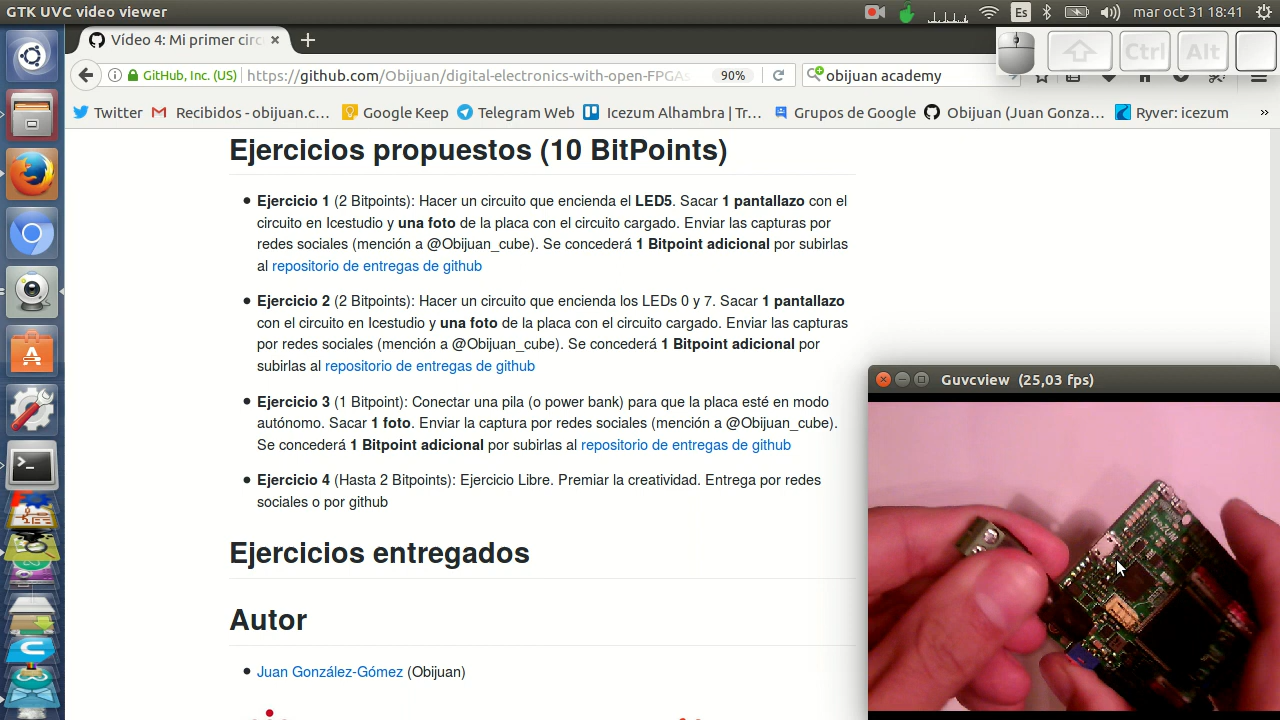 GTK UVC video viewer
Es
mar oct 31 18:41
Vídeo 4: Mi primer circ
Ctrl
Alt
GitHub, Inc. (US)
https://github.com/Obijuan/digital-electronics-with-open-FPGAs
90%
obijuan academy
Twitter
Recibidos - obijuan.c...
Google Keep
Telegram Web
Icezum Alhambra | Tr...
Grupos de Google
Obijuan (Juan Gonza...
Ryver: icezum
»
Ejercicios propuestos (10 BitPoints)
Ejercicio 1 (2 Bitpoints): Hacer un circuito que encienda el LED5. Sacar 1 pantallazo con el
circuito en Icestudio y una foto de la placa con el circuito cargado. Enviar las capturas por
redes sociales (mención a @Obijuan_cube). Se concederá 1 Bitpoint adicional por subirlas
al repositorio de entregas de github
Ejercicio 2 (2 Bitpoints): Hacer un circuito que encienda los LEDs 0 y 7. Sacar 1 pantallazo
con el circuito en Icestudio y una foto de la placa con el circuito cargado. Enviar las capturas
por redes sociales (mención a @Obijuan_cube). Se concederá 1 Bitpoint adicional por
subirlas al repositorio de entregas de github
Ejercicio 3 (1 Bitpoint): Conectar una pila (o power bank) para que la placa esté en modo
autónomo. Sacar 1 foto. Enviar la captura por redes sociales (mención a @Obijuan_cube).
Se concederá 1 Bitpoint adicional por subirlas al repositorio de entregas de github
Ejercicio 4 (Hasta 2 Bitpoints): Ejercicio Libre. Premiar la creatividad. Entrega por redes
sociales o por github
Guvcview (25,03 fps)
Ejercicios entregados
Autor
Juan González-Gómez (Obijuan)